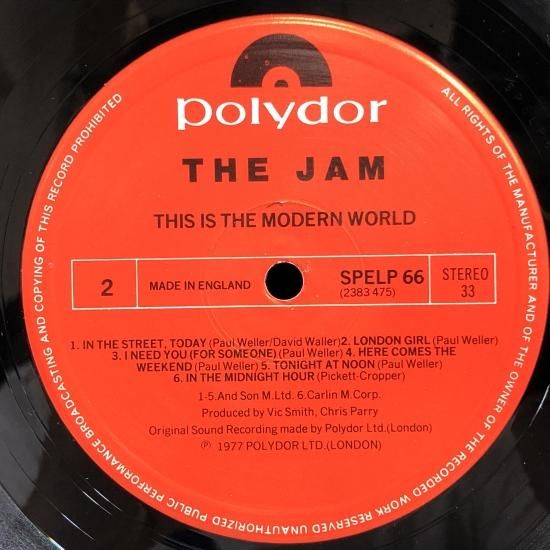 polydor
THE JAM
THIS IS THE MODERN WORLD
2
MADE IN ENGLAND
SPELP 66
(2383 475)
STEREO
33
1. IN THE STREET, TODAY (Paul Weller/David Waller) 2. LONDON GIRL (Paul Weller)
3. I NEED YOU (FOR SOMEONE) (Paul Weller) 4. HERE COMES THE
WEEKEND (Paul Weller) 5. TONIGHT AT NOON (Paul Weller)
6. IN THE MIDNIGHT HOUR (Pickett-Cropper)
1-5. And Son M.Ltd. 6. Carlin M.Corp.
Produced by Vic Smith, Chris Parry
Original Sound Recording made by Polydor Ltd. (London)
℗ 1977 POLYDOR LTD. (LONDON)
ALL RIGHTS OF THE MANUFACTURER AND OF THE OWNER OF THE RECORDED WORK RESERVED UNAUTHORIZED PUBLIC PERFORMANCE BROADCASTING AND COPYING OF THIS RECORD PROHIBITED